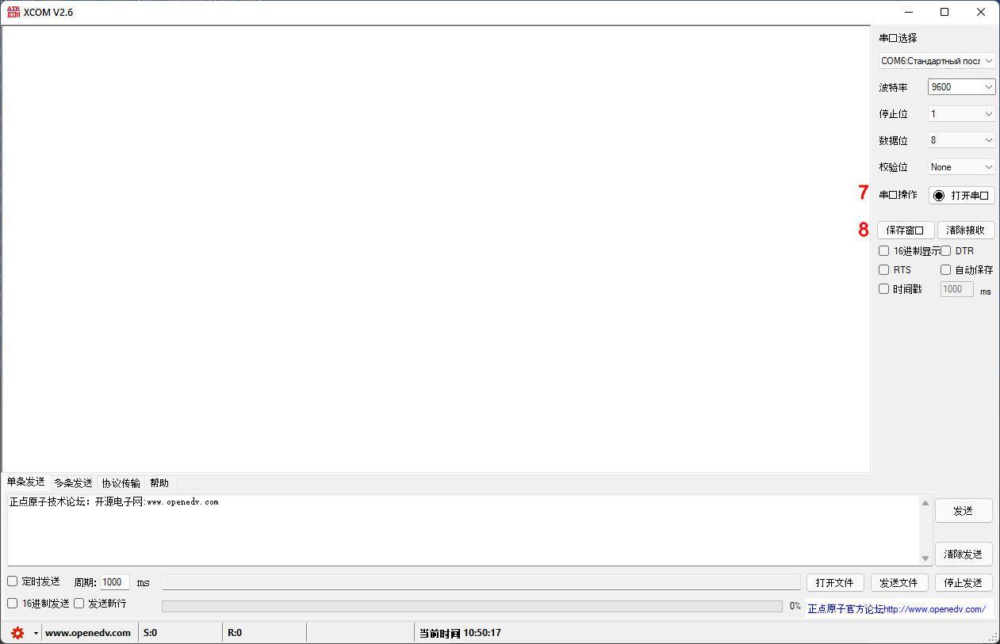 ATK XCOM XCOM V2.6
串口选择
COM6:Стандартный посл
波特率 9600
停止位 1
数据位 8
校验位 None
7 串口操作 打开串口
8 保存窗口 清除接收
16进制显示 DTR
RTS 自动保存
时间戳 1000 ms
单条发送 多条发送 协议传输 帮助
正点原子技术论坛：开源电子网:www.openedv.com
发送
清除发送
定时发送 周期: 1000 ms 打开文件 发送文件 停止发送
16进制发送 发送新行 0% 正点原子官方论坛http://www.openedv.com/
www.openedv.com S:0 R:0 当前时间 10:50:17